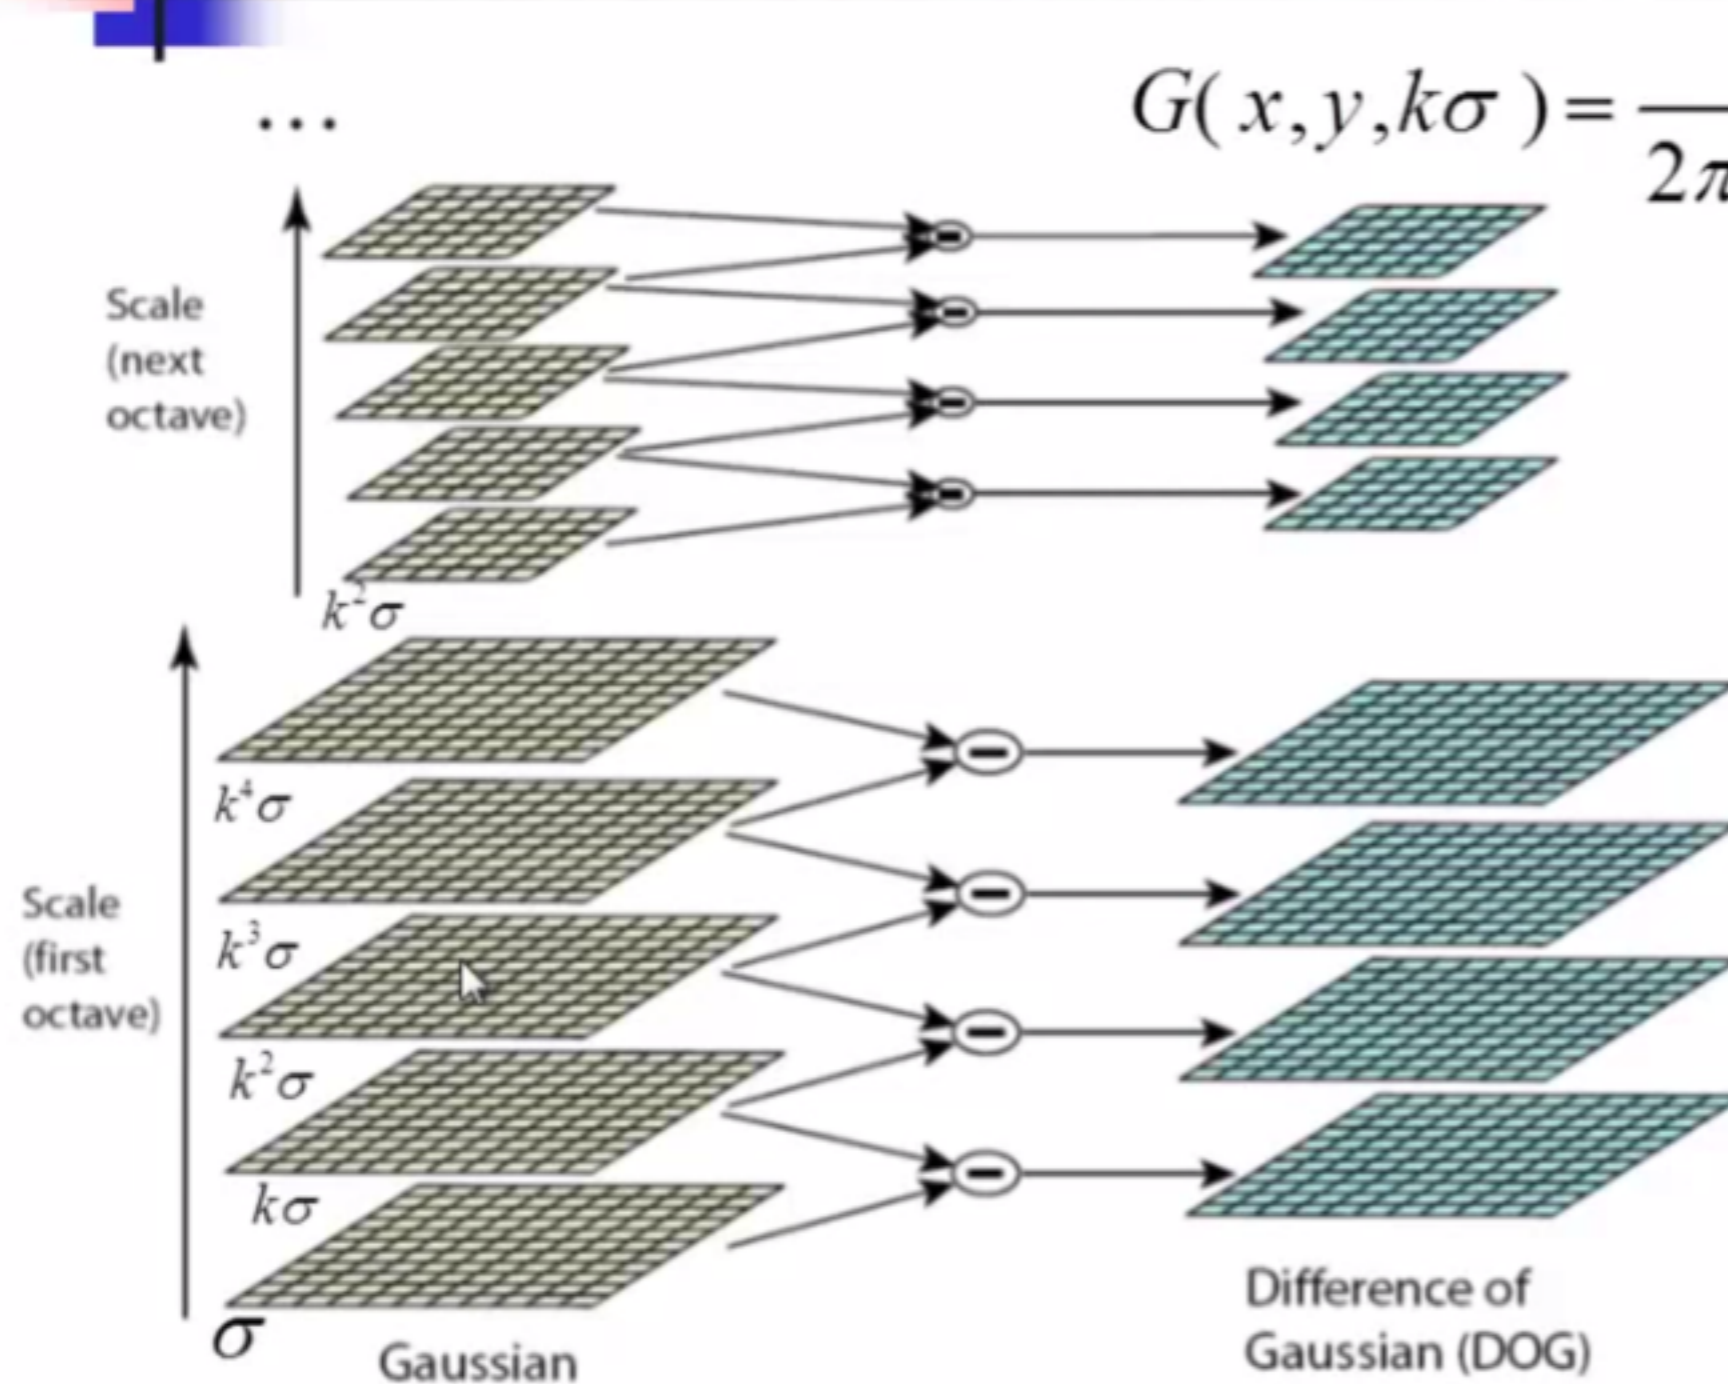 G( x, y, kσ ) =
2π
...
Scale
(next
octave)
k²σ
k⁴σ
Scale
(first
octave)
k³σ
k²σ
kσ
σ
Gaussian
Difference of
Gaussian (DOG)